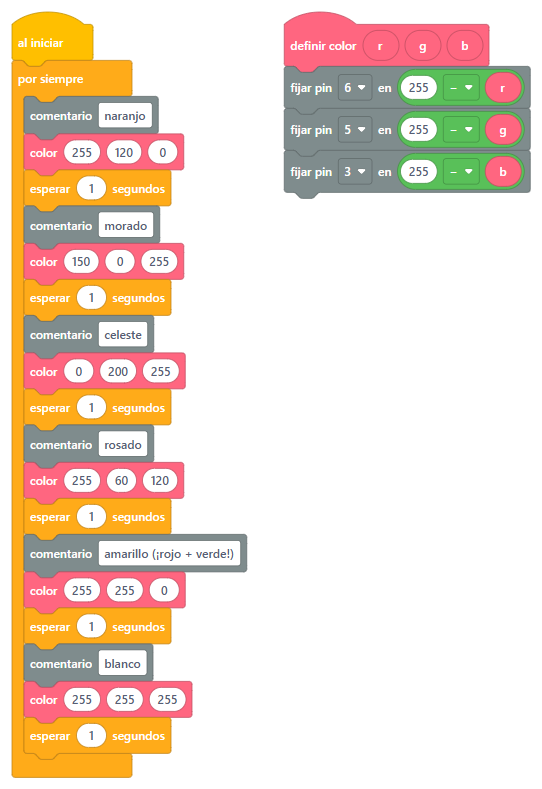 al iniciar
por siempre
comentario naranjo
color 255 120 0
esperar 1 segundos
comentario morado
color 150 0 255
esperar 1 segundos
comentario celeste
color 0 200 255
esperar 1 segundos
comentario rosado
color 255 60 120
esperar 1 segundos
comentario amarillo (¡rojo + verde!)
color 255 255 0
esperar 1 segundos
comentario blanco
color 255 255 255
esperar 1 segundos
definir color r g b
fijar pin 6 en 255 - r
fijar pin 5 en 255 - g
fijar pin 3 en 255 - b